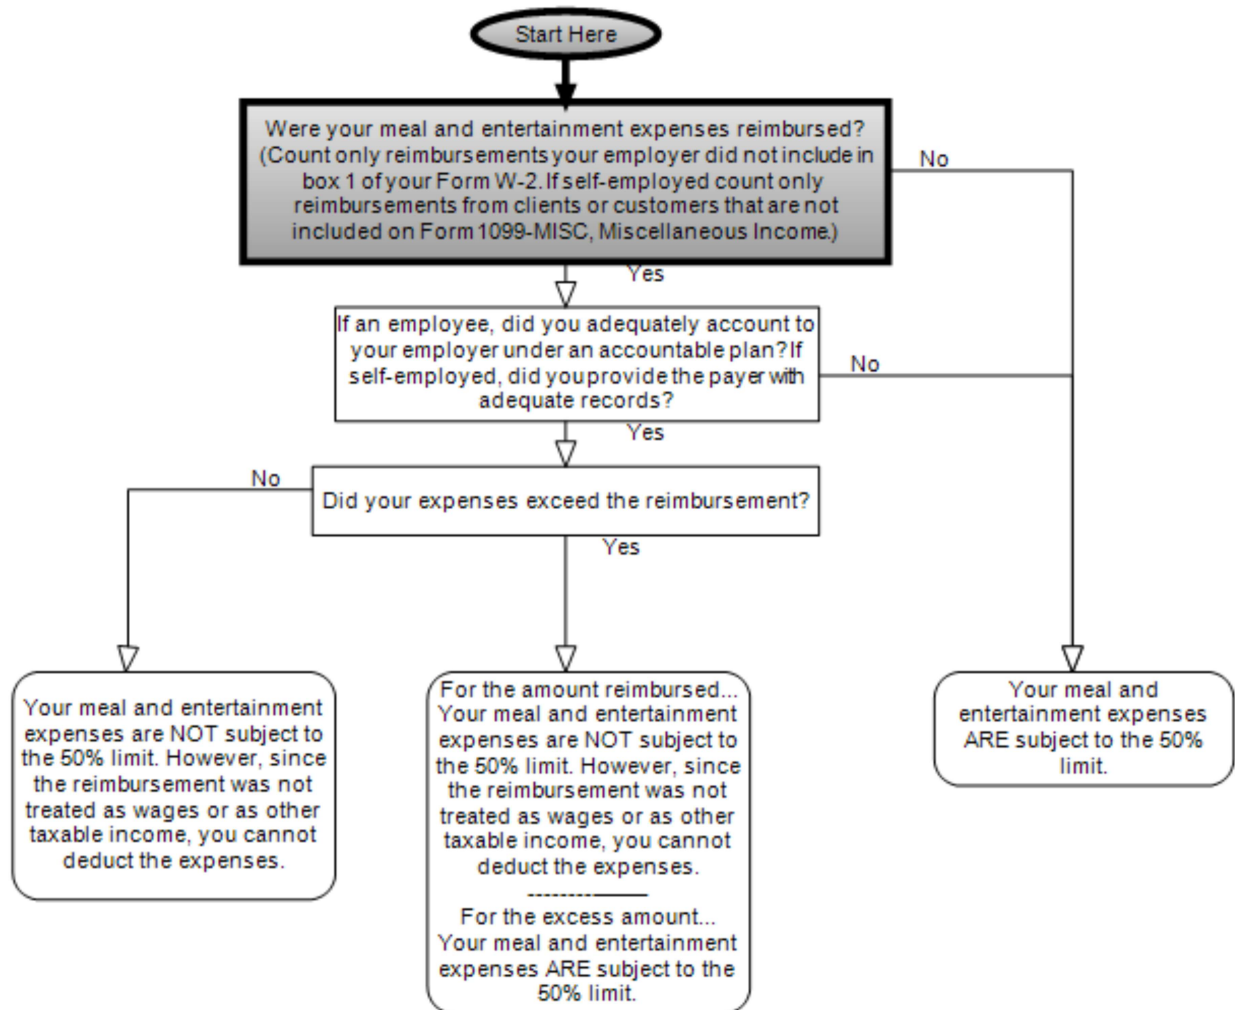 Start Here
Were your meal and entertainment expenses reimbursed?
(Count only reimbursements your employer did not include in
box 1 of your Form W-2. If self-employed count only
reimbursements from clients or customers that are not
included on Form 1099-MISC, Miscellaneous Income.)
No
Yes
If an employee, did you adequately account to
your employer under an accountable plan? If
self-employed, did you provide the payer with
adequate records?
No
Yes
No
Did your expenses exceed the reimbursement?
Yes
Your meal and entertainment
expenses are NOT subject to
the 50% limit. However, since
the reimbursement was not
treated as wages or as other
taxable income, you cannot
deduct the expenses.
For the amount reimbursed...
Your meal and entertainment
expenses are NOT subject to
the 50% limit. However, since
the reimbursement was not
treated as wages or as other
taxable income, you cannot
deduct the expenses.
For the excess amount...
Your meal and entertainment
expenses ARE subject to the
50% limit.
Your meal and
entertainment expenses
ARE subject to the 50%
limit.